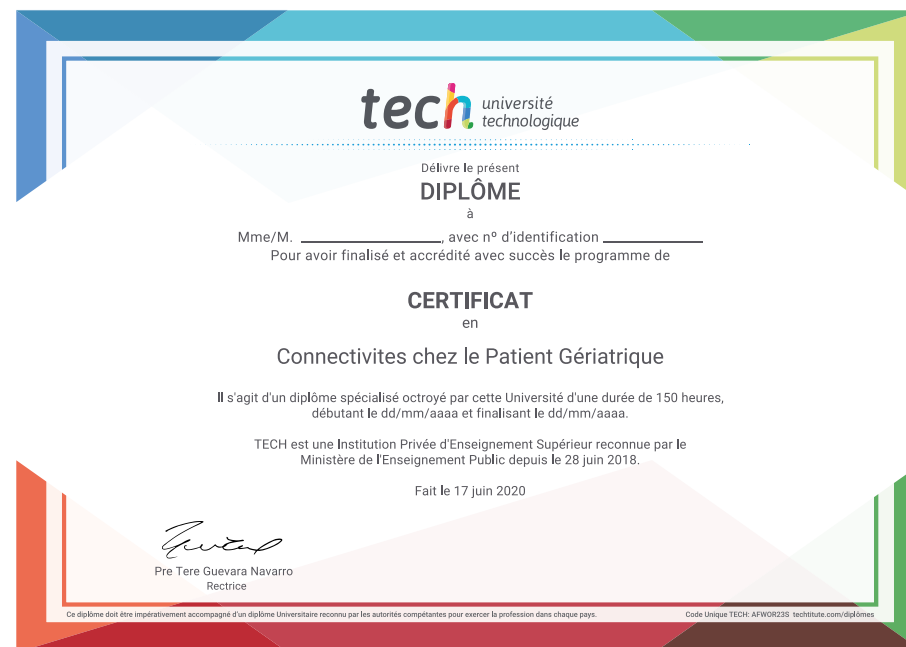 tech université
technologique
Délivre le présent
DIPLÔME
à
Mme/M. ____________________, avec nº d'identification ______________
Pour avoir finalisé et accrédité avec succès le programme de
CERTIFICAT
en
Connectivites chez le Patient Gériatrique
Il s'agit d'un diplôme spécialisé octroyé par cette Université d'une durée de 150 heures,
débutant le dd/mm/aaaa et finalisant le dd/mm/aaaa.
TECH est une Institution Privée d'Enseignement Supérieur reconnue par le
Ministère de l'Enseignement Public depuis le 28 juin 2018.
Fait le 17 juin 2020
Pre Tere Guevara Navarro
Rectrice
Ce diplôme doit être impérativement accompagné d'un diplôme Universitaire reconnu par les autorités compétantes pour exercer la profession dans chaque pays.
Code Unique TECH: AFWOR23S techtitute.com/diplômes